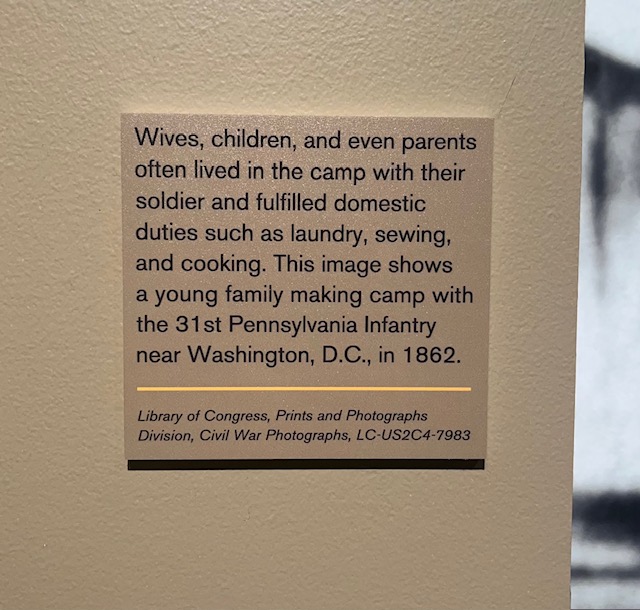 Wives, children, and even parents
often lived in the camp with their
soldier and fulfilled domestic
duties such as laundry, sewing,
and cooking. This image shows
a young family making camp with
the 31st Pennsylvania Infantry
near Washington, D.C., in 1862.
Library of Congress, Prints and Photographs
Division, Civil War Photographs, LC-US2C4-7983